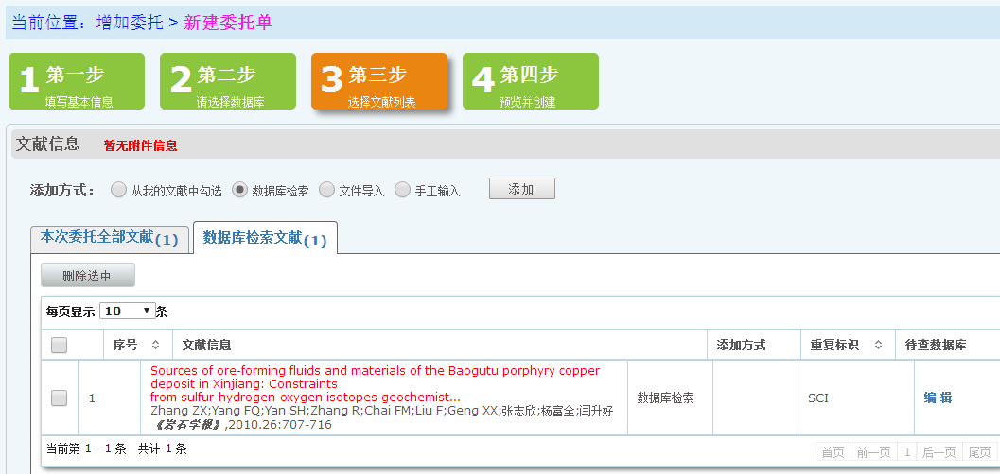 当前位置：增加委托 > 新建委托单
1 第一步
填写基本信息
2 第二步
请选择数据库
3 第三步
选择文献列表
4 第四步
预览并创建
文献信息 暂无附件信息
添加方式： 从我的文献中勾选 数据库检索 文件导入 手工输入 添加
本次委托全部文献(1) 数据库检索文献(1)
删除选中
每页显示 10 条
序号 文献信息 添加方式 重复标识 待查数据库
1
Sources of ore-forming fluids and materials of the Baogutu porphyry copper
deposit in Xinjiang: Constraints
from sulfur-hydrogen-oxygen isotopes geochemist...
Zhang ZX;Yang FQ;Yan SH;Zhang R;Chai FM;Liu F;Geng XX;张志欣;杨富全;闫升好
《岩石学报》,2010.26:707-716
数据库检索 SCI 编 辑
当前第 1 - 1 条 共计 1 条 首页 前一页 1 后一页 尾页